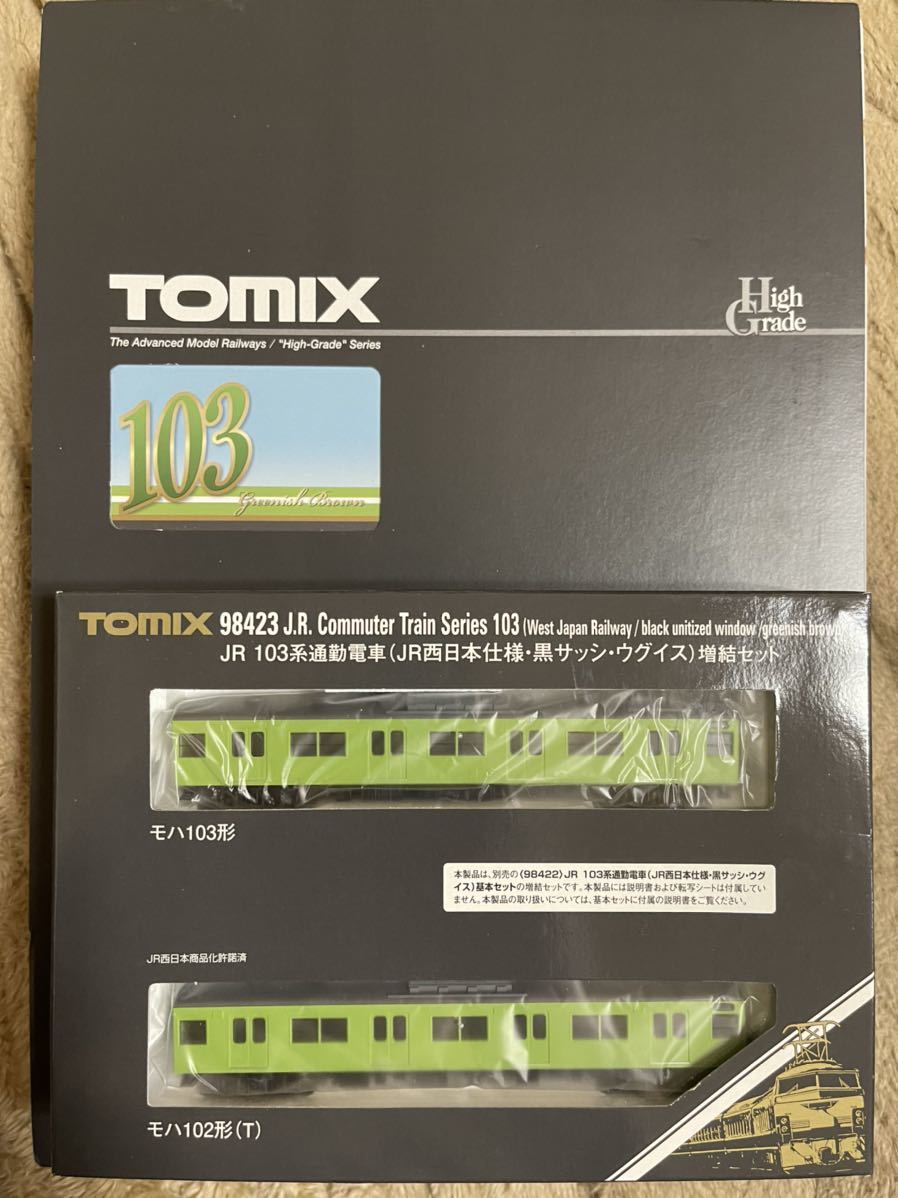 TOMIX
High
Grade
The Advanced Model Railways / "High-Grade" Series
103
Greenish Brown
TOMIX 98423 J.R. Commuter Train Series 103 (West Japan Railway / black unitized window /greenish brown)
JR 103系通勤電車(JR西日本仕様・黒サッシ・ウグイス)増結セット
モハ103形
本製品は、別売の(98422)JR 103系通勤電車(JR西日本仕様・黒サッシ・ウグ
イス)基本セットの増結セットです。本製品には説明書および転写シートは付属してい
ません。本製品の取り扱いについては、基本セットに付属の説明書をご覧ください。
JR西日本商品化許諾済
モハ102形(T)